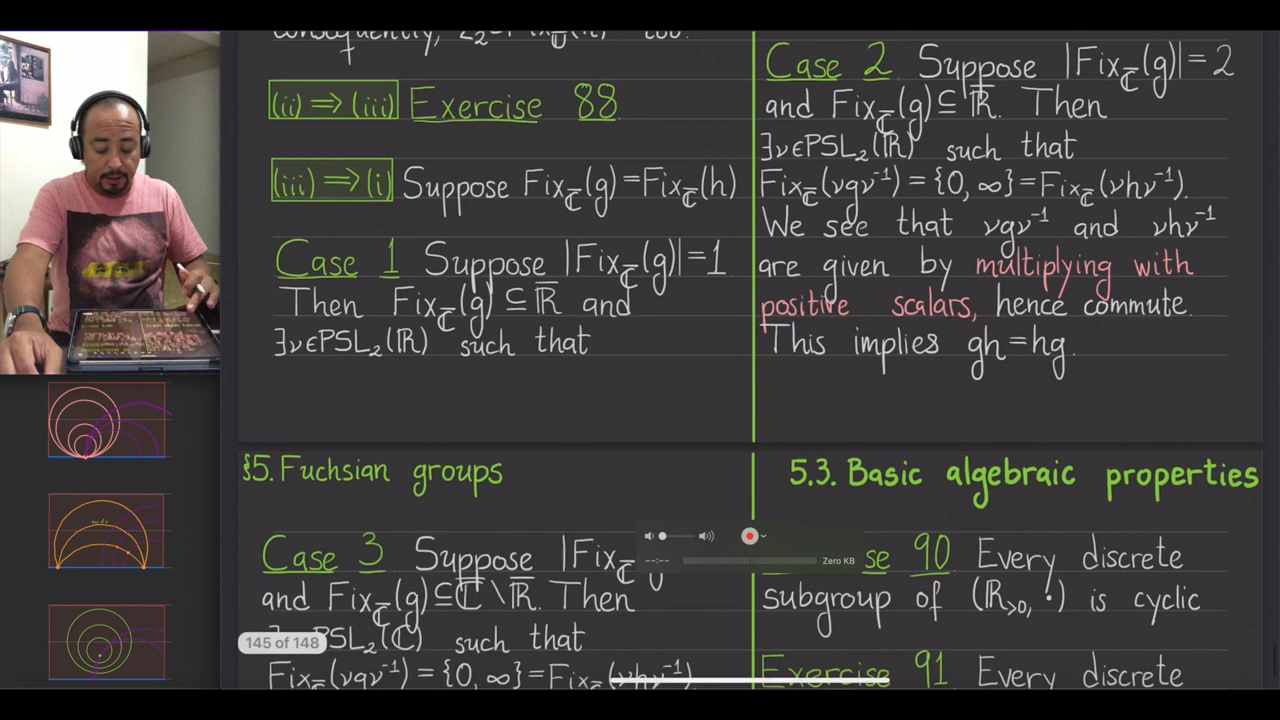 consequently,
(ii) ⟹ (iii) Exercise 88
(iii) ⟹ (i) Suppose Fix_ℂ̅(g)=Fix_ℂ̅(h)
Case 1 Suppose |Fix_ℂ̅(g)|=1
Then Fix_ℂ̅(g)⊆ℝ̅ and
∃ν∈PSL₂(ℝ) such that
Case 2 Suppose |Fix_ℂ̅(g)|=2
and Fix_ℂ̅(g)⊆ℝ̅. Then
∃ν∈PSL₂(ℝ) such that
Fix_ℂ̅(νgν⁻¹)={0,∞}=Fix_ℂ̅(νhν⁻¹).
We see that νgν⁻¹ and νhν⁻¹
are given by multiplying with
positive scalars, hence commute.
This implies gh=hg.
§5. Fuchsian groups
Case 3 Suppose |Fix_ℂ̅
and Fix_ℂ̅(g)⊆ℂ̅\ℝ̅. Then
PSL₂(ℂ) such that
145 of 148
Fix_ℂ̅(νgν⁻¹)={0,∞}=Fix_ℂ̅(νhν⁻¹).
5.3. Basic algebraic properties
se 90 Every discrete
subgroup of (ℝ>0, ·) is cyclic
Exercise 91 Every discrete
--:--
Zero KB